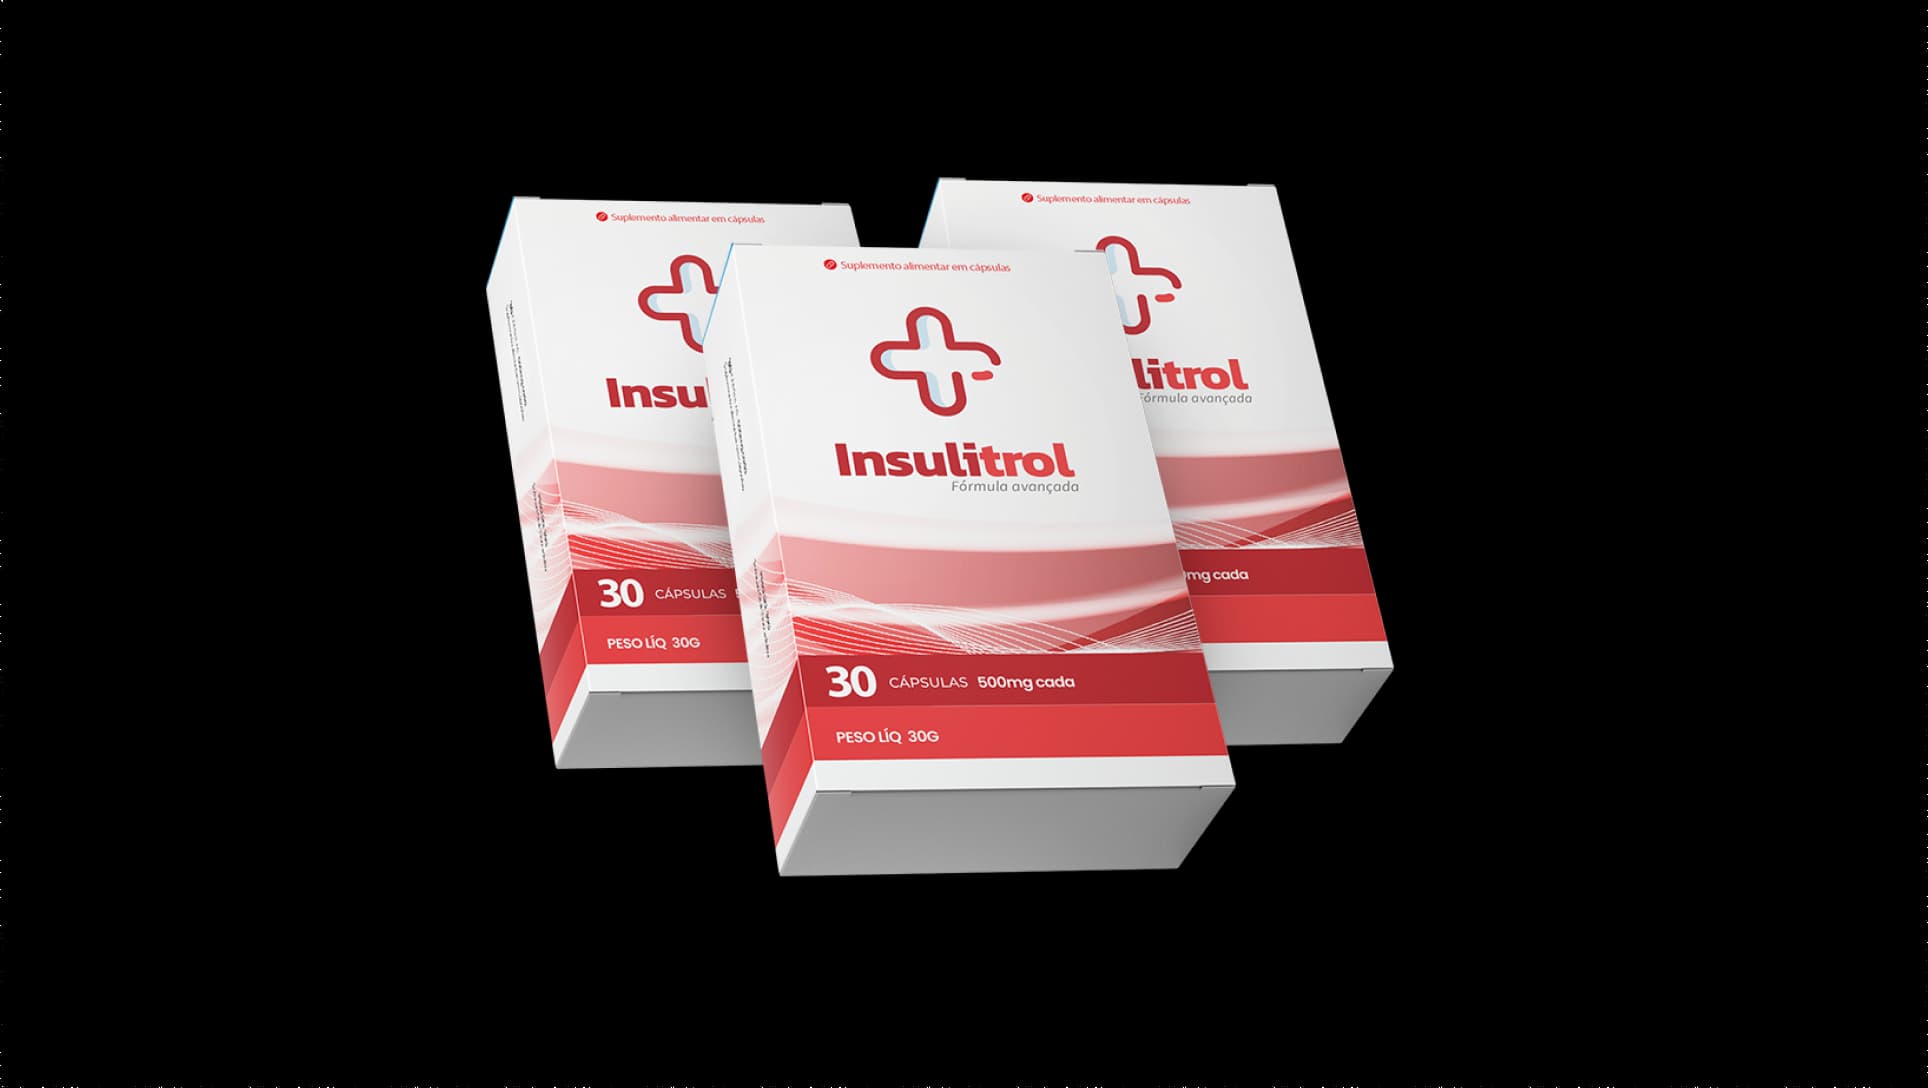 Suplemento alimentar em cápsulas
Insu
30 CÁPSULAS
PESO LÍQ 30G
Suplemento alimentar em cápsulas
Insulitrol
Fórmula avançada
30 CÁPSULAS 500mg cada
PESO LÍQ 30G
Suplemento alimentar em cápsulas
litrol
Fórmula avançada
mg cada